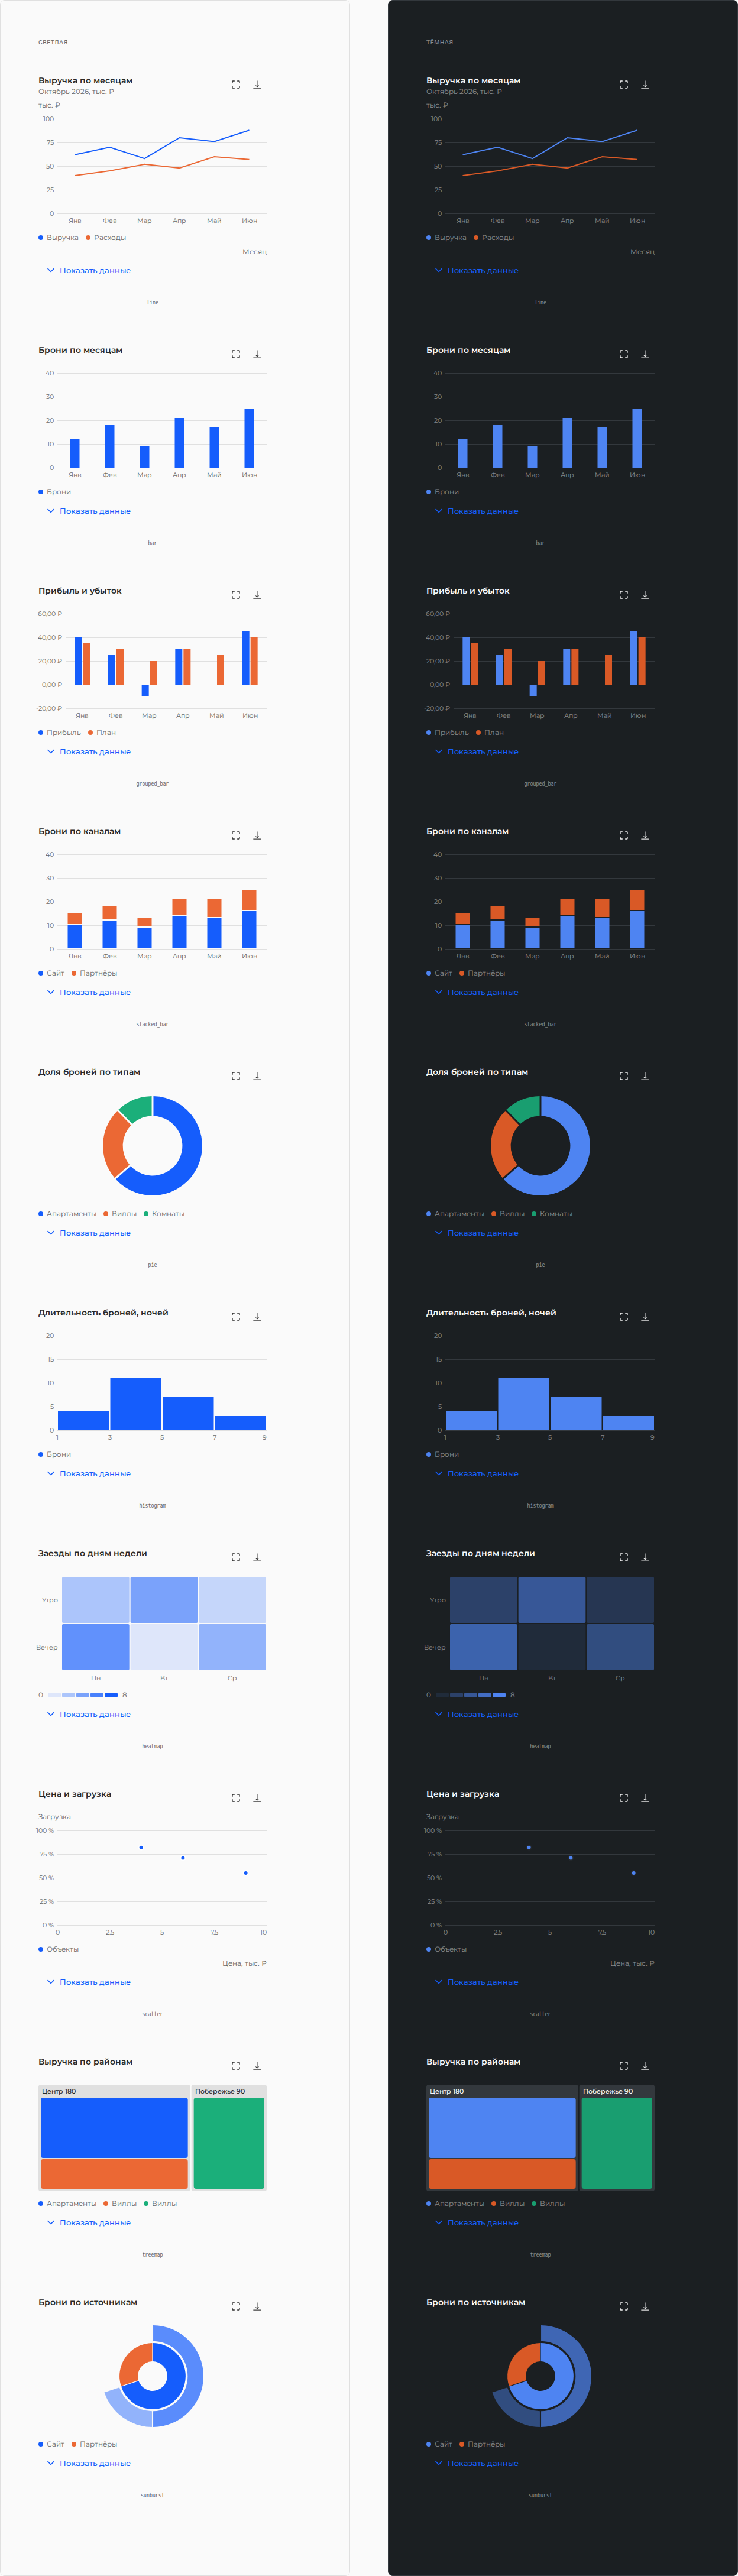 СВЕТЛАЯ
Выручка по месяцам
Октябрь 2026, тыс. ₽
тыс. ₽
100
75
50
25
0
Янв Фев Мар Апр Май Июн
Выручка Расходы
Месяц
Показать данные
line
Брони по месяцам
40
30
20
10
0
Янв Фев Мар Апр Май Июн
Брони
Показать данные
bar
Прибыль и убыток
60,00 ₽
40,00 ₽
20,00 ₽
0,00 ₽
-20,00 ₽
Янв Фев Мар Апр Май Июн
Прибыль План
Показать данные
grouped_bar
Брони по каналам
40
30
20
10
0
Янв Фев Мар Апр Май Июн
Сайт Партнёры
Показать данные
stacked_bar
Доля броней по типам
Апартаменты Виллы Комнаты
Показать данные
pie
Длительность броней, ночей
20
15
10
5
0
1 3 5 7 9
Брони
Показать данные
histogram
Заезды по дням недели
Утро
Вечер
Пн Вт Ср
0 8
Показать данные
heatmap
Цена и загрузка
Загрузка
100 %
75 %
50 %
25 %
0 %
0 2,5 5 7,5 10
Объекты
Цена, тыс. ₽
Показать данные
scatter
Выручка по районам
Центр 180 Побережье 90
Апартаменты Виллы Виллы
Показать данные
treemap
Брони по источникам
Сайт Партнёры
Показать данные
sunburst
ТЁМНАЯ
Выручка по месяцам
Октябрь 2026, тыс. ₽
тыс. ₽
100
75
50
25
0
Янв Фев Мар Апр Май Июн
Выручка Расходы
Месяц
Показать данные
line
Брони по месяцам
40
30
20
10
0
Янв Фев Мар Апр Май Июн
Брони
Показать данные
bar
Прибыль и убыток
60,00 ₽
40,00 ₽
20,00 ₽
0,00 ₽
-20,00 ₽
Янв Фев Мар Апр Май Июн
Прибыль План
Показать данные
grouped_bar
Брони по каналам
40
30
20
10
0
Янв Фев Мар Апр Май Июн
Сайт Партнёры
Показать данные
stacked_bar
Доля броней по типам
Апартаменты Виллы Комнаты
Показать данные
pie
Длительность броней, ночей
20
15
10
5
0
1 3 5 7 9
Брони
Показать данные
histogram
Заезды по дням недели
Утро
Вечер
Пн Вт Ср
0 8
Показать данные
heatmap
Цена и загрузка
Загрузка
100 %
75 %
50 %
25 %
0 %
0 2,5 5 7,5 10
Объекты
Цена, тыс. ₽
Показать данные
scatter
Выручка по районам
Центр 180 Побережье 90
Апартаменты Виллы Виллы
Показать данные
treemap
Брони по источникам
Сайт Партнёры
Показать данные
sunburst